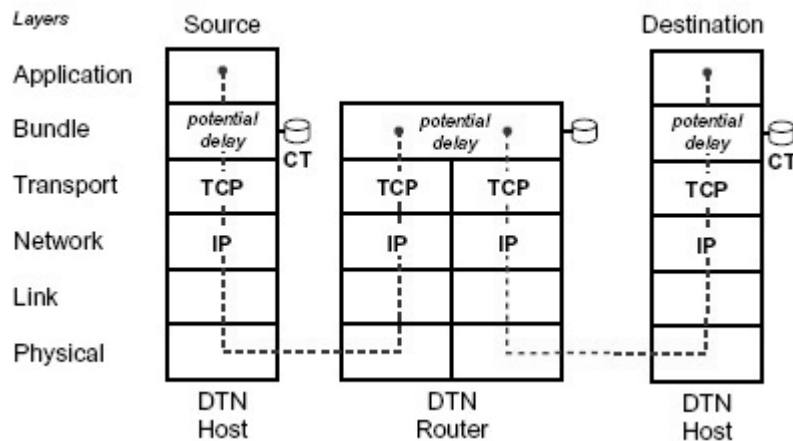 Layers
Source
Destination
Application
Bundle
potential
delay
CT
potential
delay
potential
delay
CT
Transport
TCP
TCP
TCP
TCP
Network
IP
IP
IP
IP
Link
Physical
DTN
Host
DTN
Router
DTN
Host